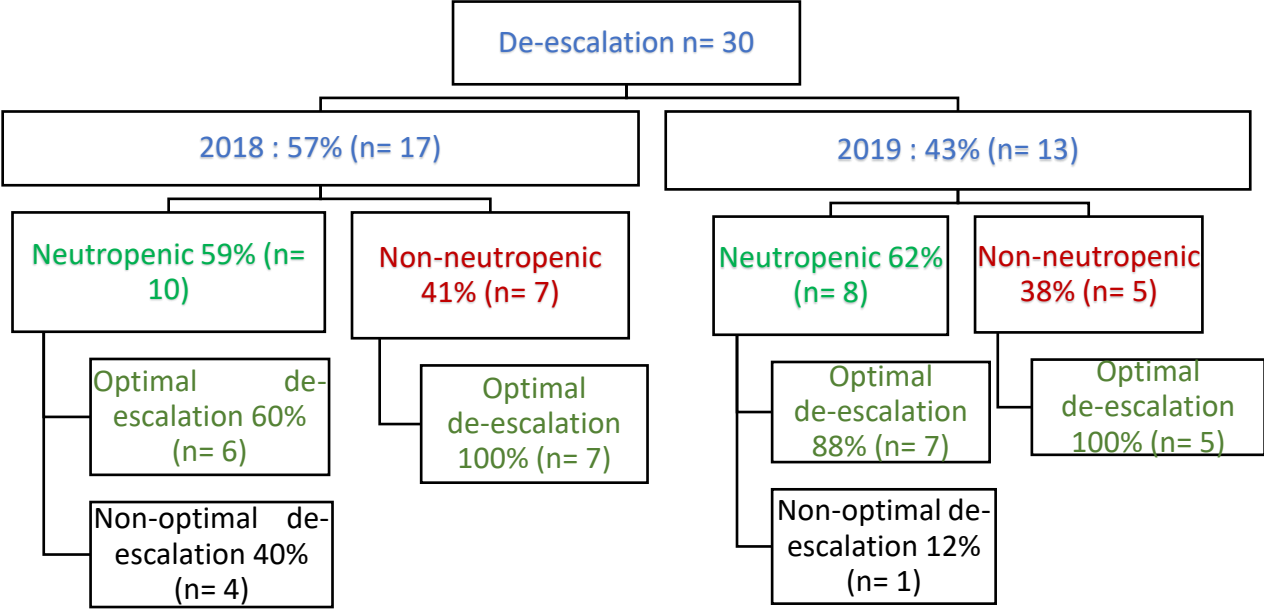 De-escalation n= 30
2018 : 57% (n= 17)
2019 : 43% (n= 13)
Neutropenic 59% (n=
10)
Non-neutropenic
41% (n= 7)
Neutropenic 62%
(n= 8)
Non-neutropenic
38% (n= 5)
Optimal de-
escalation 60%
(n= 6)
Optimal
de-escalation
100% (n= 7)
Optimal
de-escalation
88% (n= 7)
Optimal
de-escalation
100% (n= 5)
Non-optimal de-
escalation 40%
(n= 4)
Non-optimal de-
escalation 12%
(n= 1)